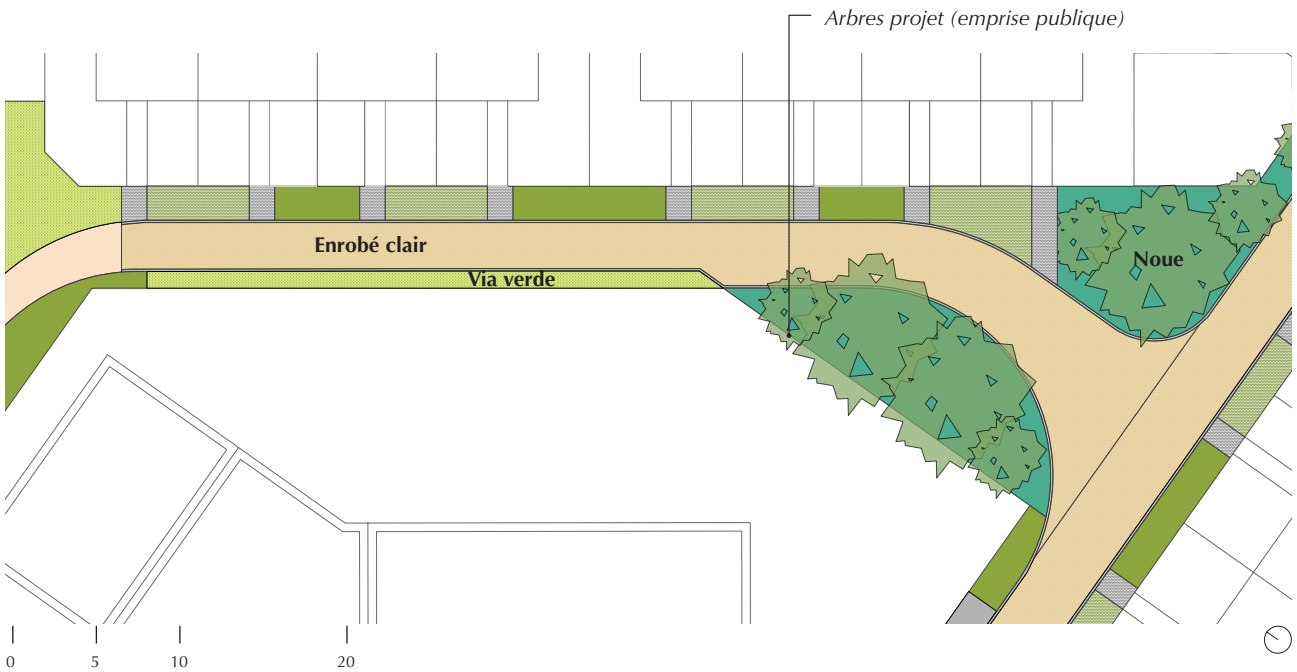 Arbres projet (emprise publique)
Enrobé clair
Noue
Via verde
0 5 10 20